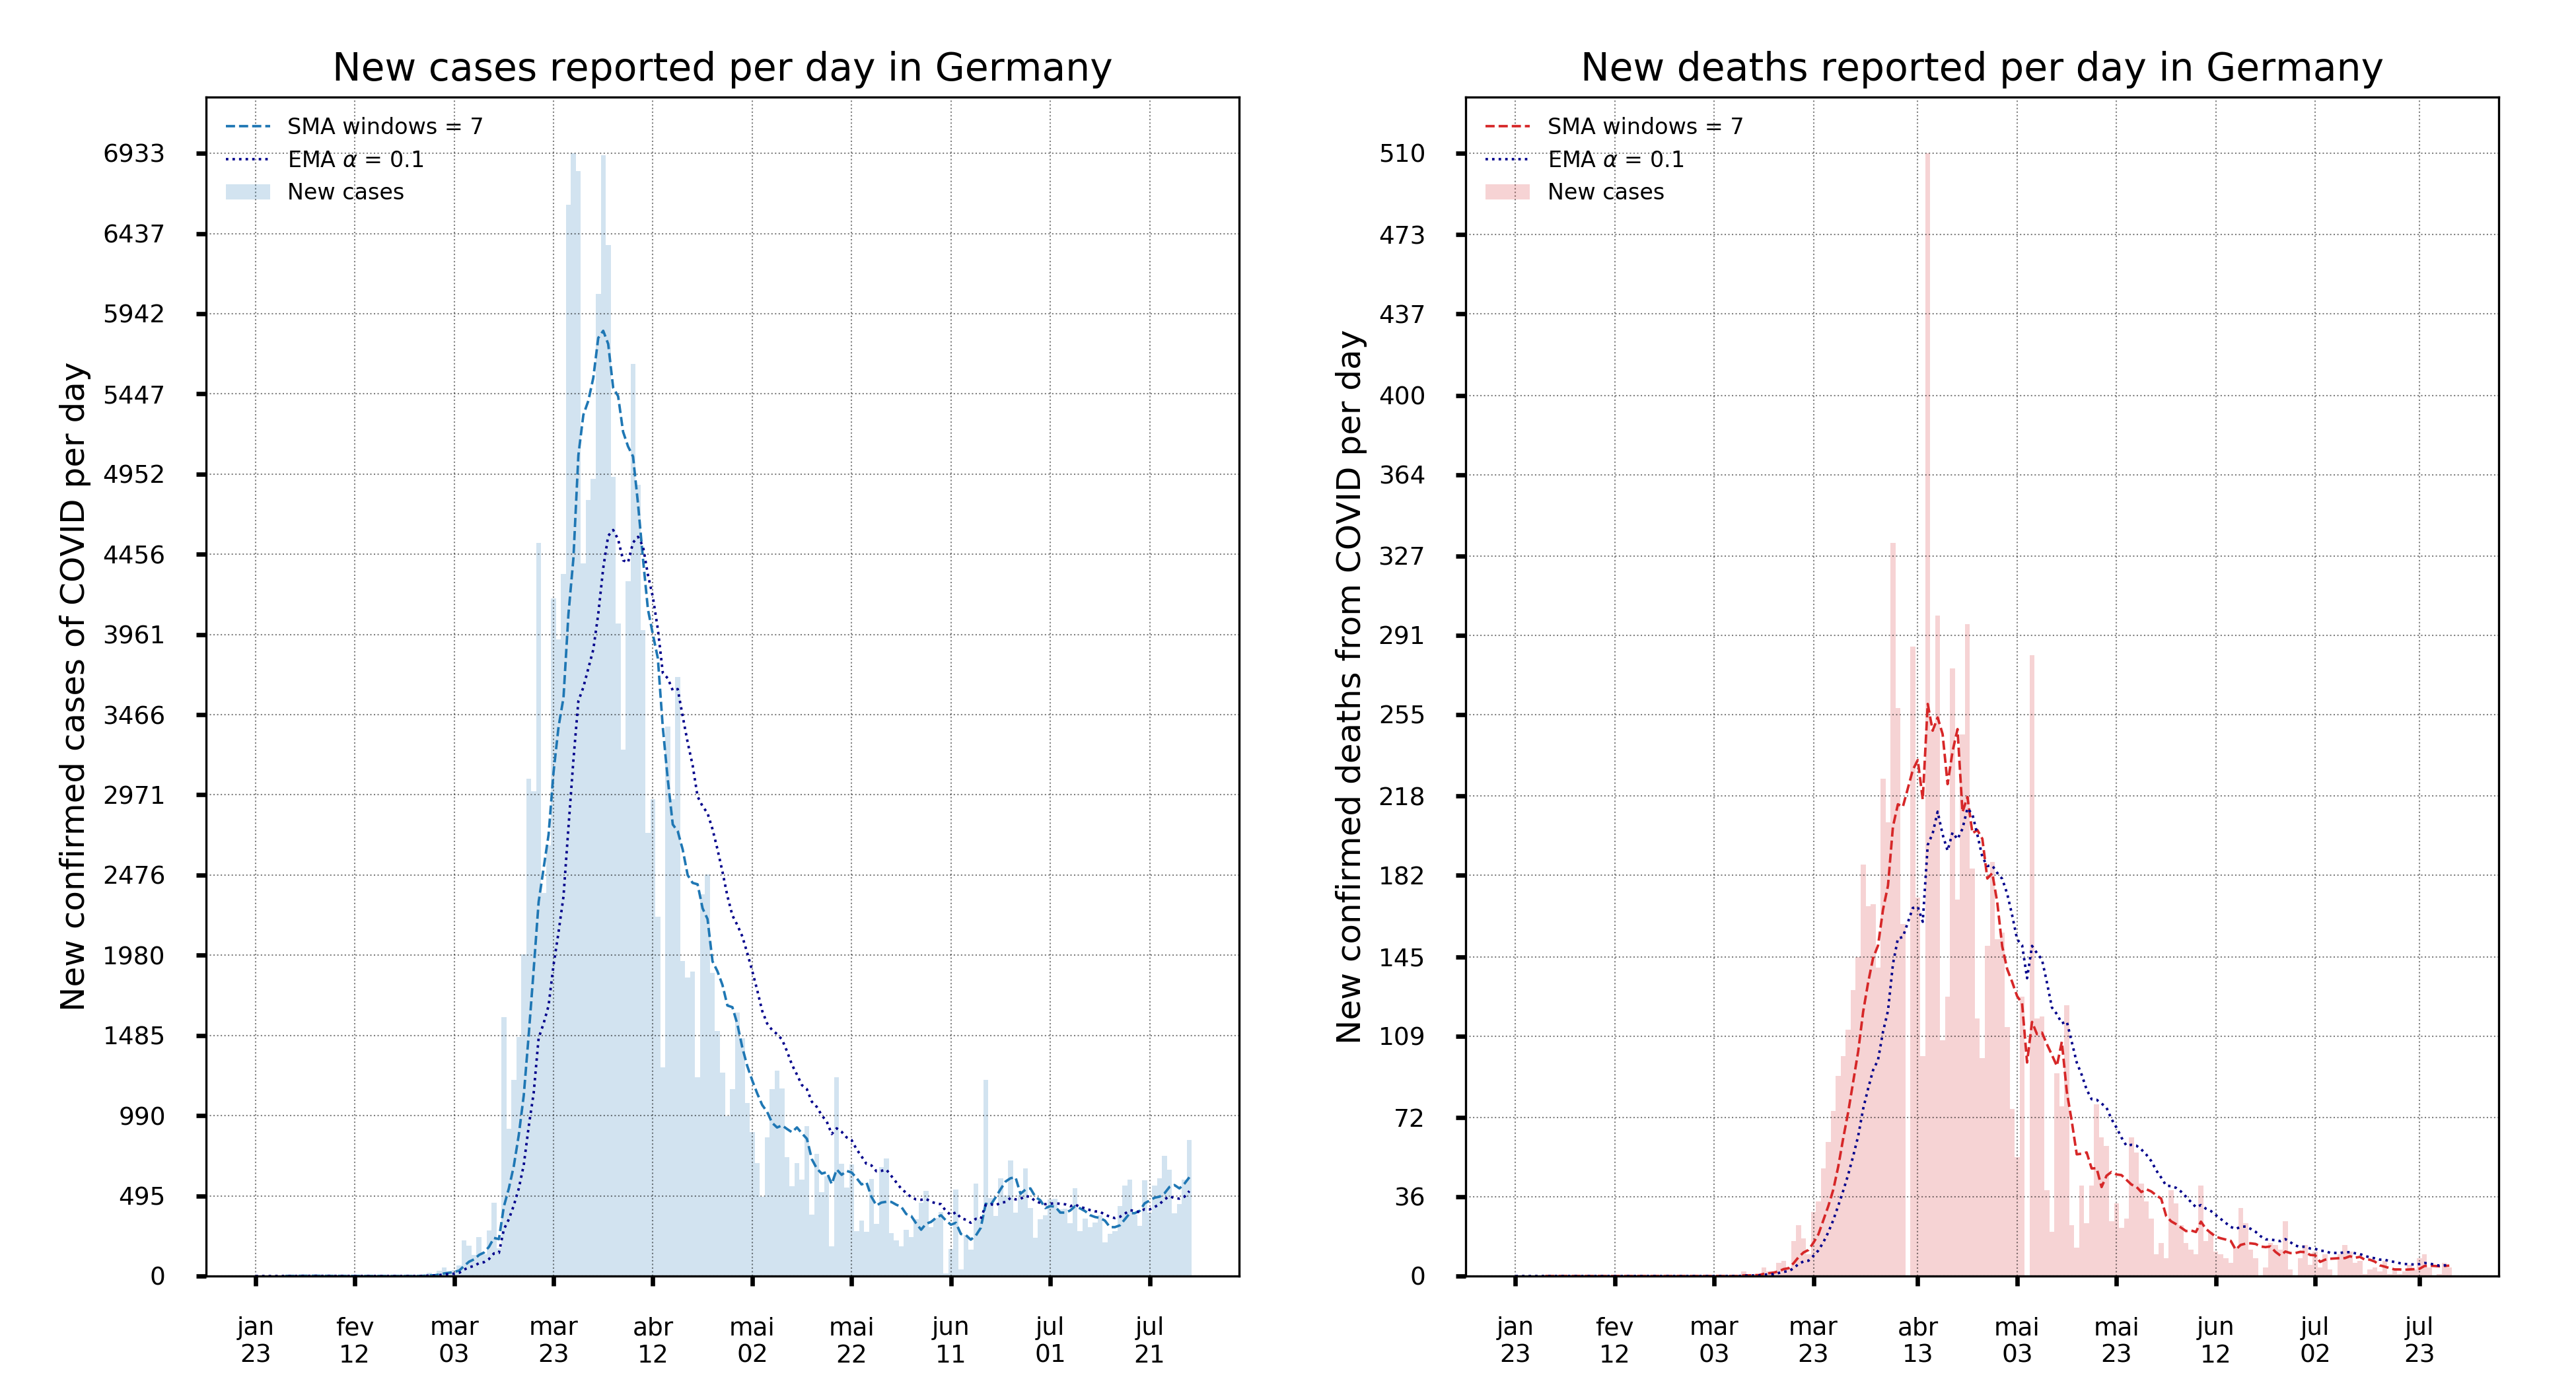 New cases reported per day in Germany
SMA windows = 7
EMA α = 0.1
New cases
New confirmed cases of COVID per day
6933
6437
5942
5447
4952
4456
3961
3466
2971
2476
1980
1485
990
495
0
jan 23
fev 12
mar 03
mar 23
abr 12
mai 02
mai 22
jun 11
jul 01
jul 21
New deaths reported per day in Germany
SMA windows = 7
EMA α = 0.1
New cases
New confirmed deaths from COVID per day
510
473
437
400
364
327
291
255
218
182
145
109
72
36
0
jan 23
fev 12
mar 03
mar 23
abr 13
mai 03
mai 23
jun 12
jul 02
jul 23